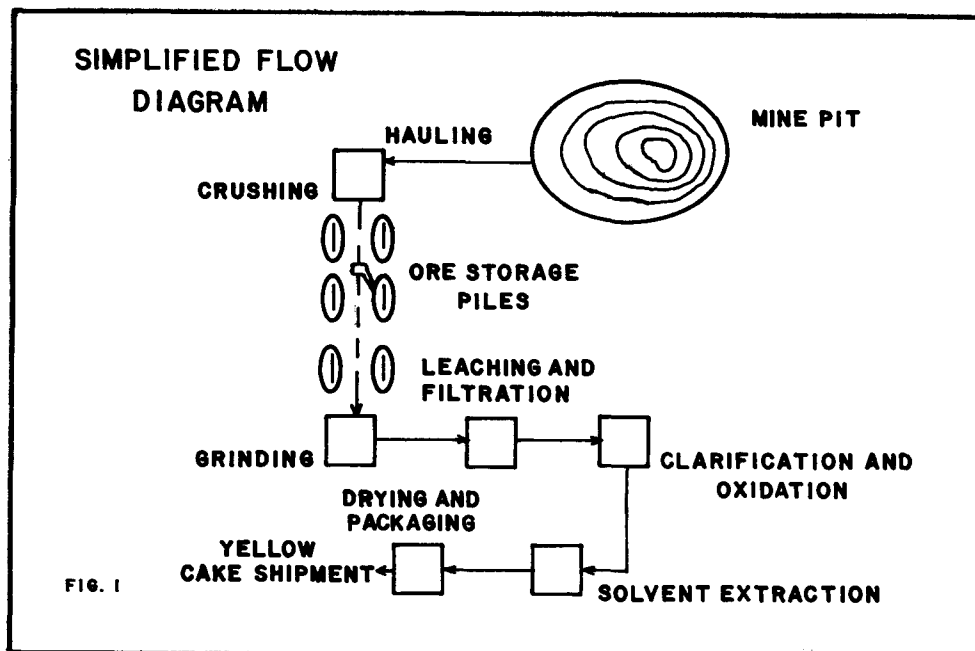 SIMPLIFIED FLOW
DIAGRAM
MINE PIT
HAULING
CRUSHING
ORE STORAGE
PILES
LEACHING AND
FILTRATION
GRINDING
CLARIFICATION AND
OXIDATION
DRYING AND
PACKAGING
YELLOW
CAKE SHIPMENT
SOLVENT EXTRACTION
FIG. I